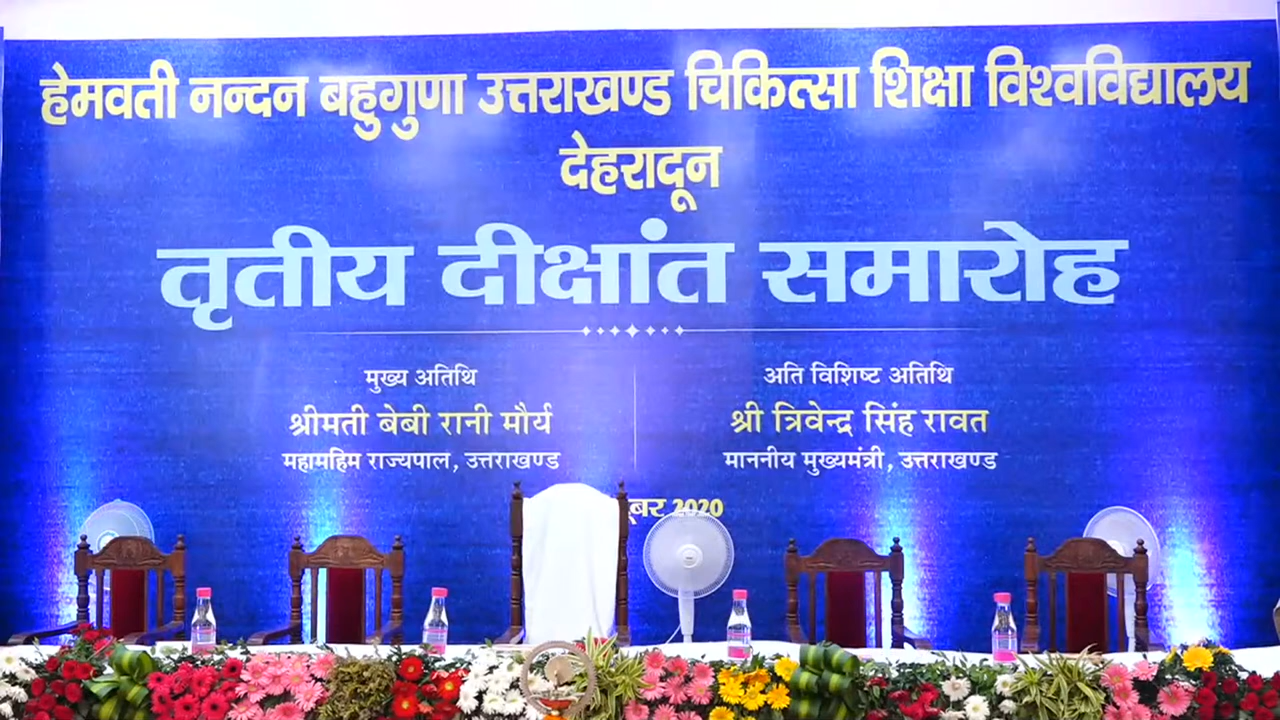 हेमवती नन्दन बहुगुणा उत्तराखण्ड चिकित्सा शिक्षा विश्वविद्यालय
देहरादून
तृतीय दीक्षांत समारोह
मुख्य अतिथि
श्रीमती बेबी रानी मौर्य
महामहिम राज्यपाल, उत्तराखण्ड
अति विशिष्ट अतिथि
श्री त्रिवेन्द्र सिंह रावत
माननीय मुख्यमंत्री, उत्तराखण्ड
2020